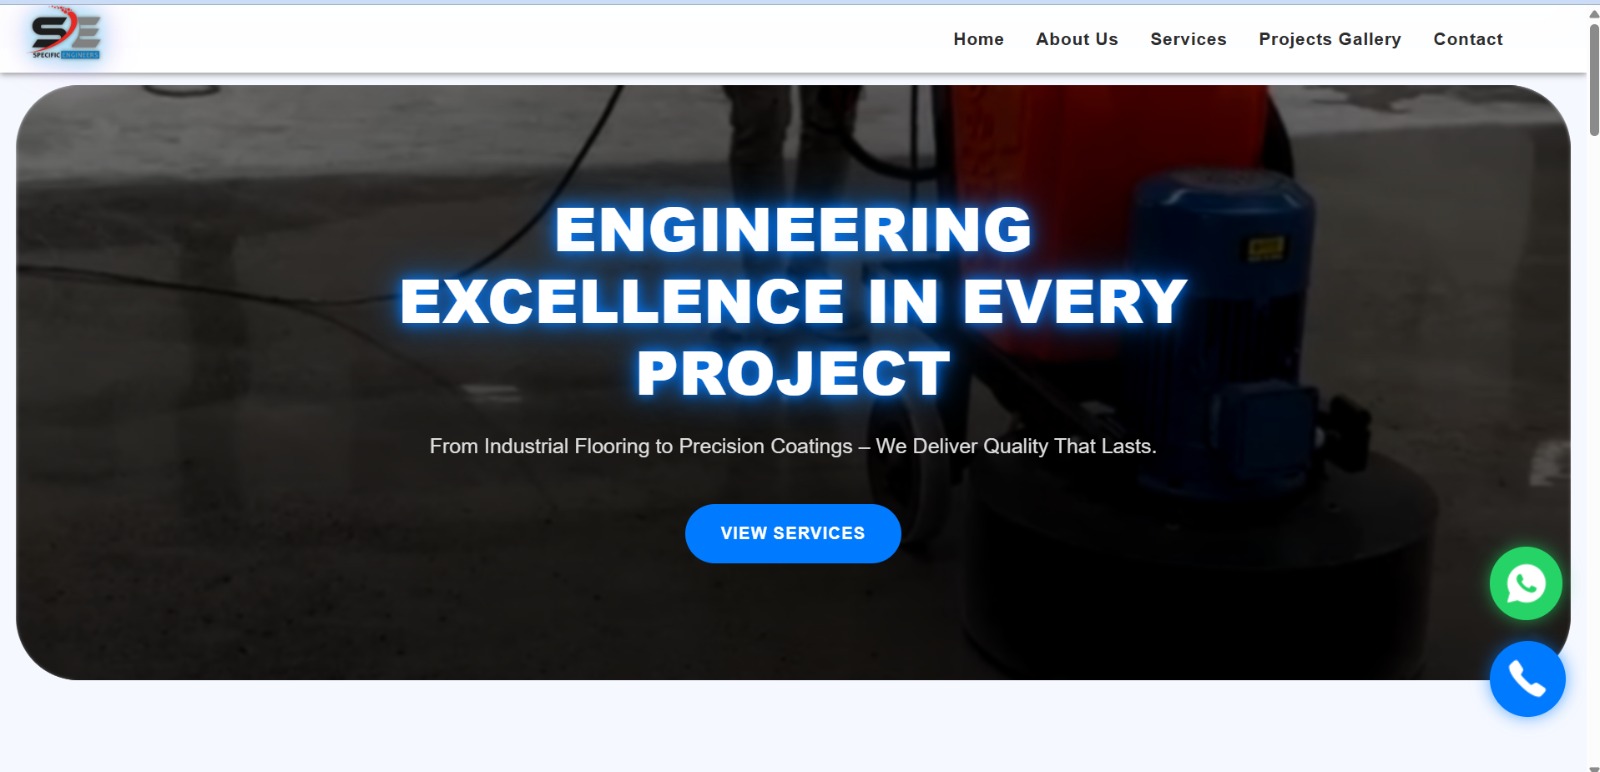 SPECIFIC ENGINEERS
Home
About Us
Services
Projects Gallery
Contact
ENGINEERING
EXCELLENCE IN EVERY
PROJECT
From Industrial Flooring to Precision Coatings – We Deliver Quality That Lasts.
VIEW SERVICES